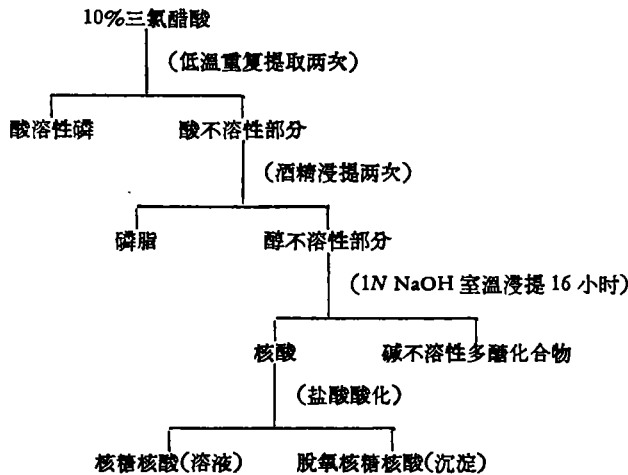 10%三氯醋酸
(低溫重复提取两次)
酸溶性磷 酸不溶性部分
(酒精浸提两次)
磷脂 醇不溶性部分
(1N NaOH 室溫浸提 16 小时)
核酸 碱不溶性多醣化合物
(盐酸酸化)
核糖核酸(溶液) 脱氧核糖核酸(沉淀)